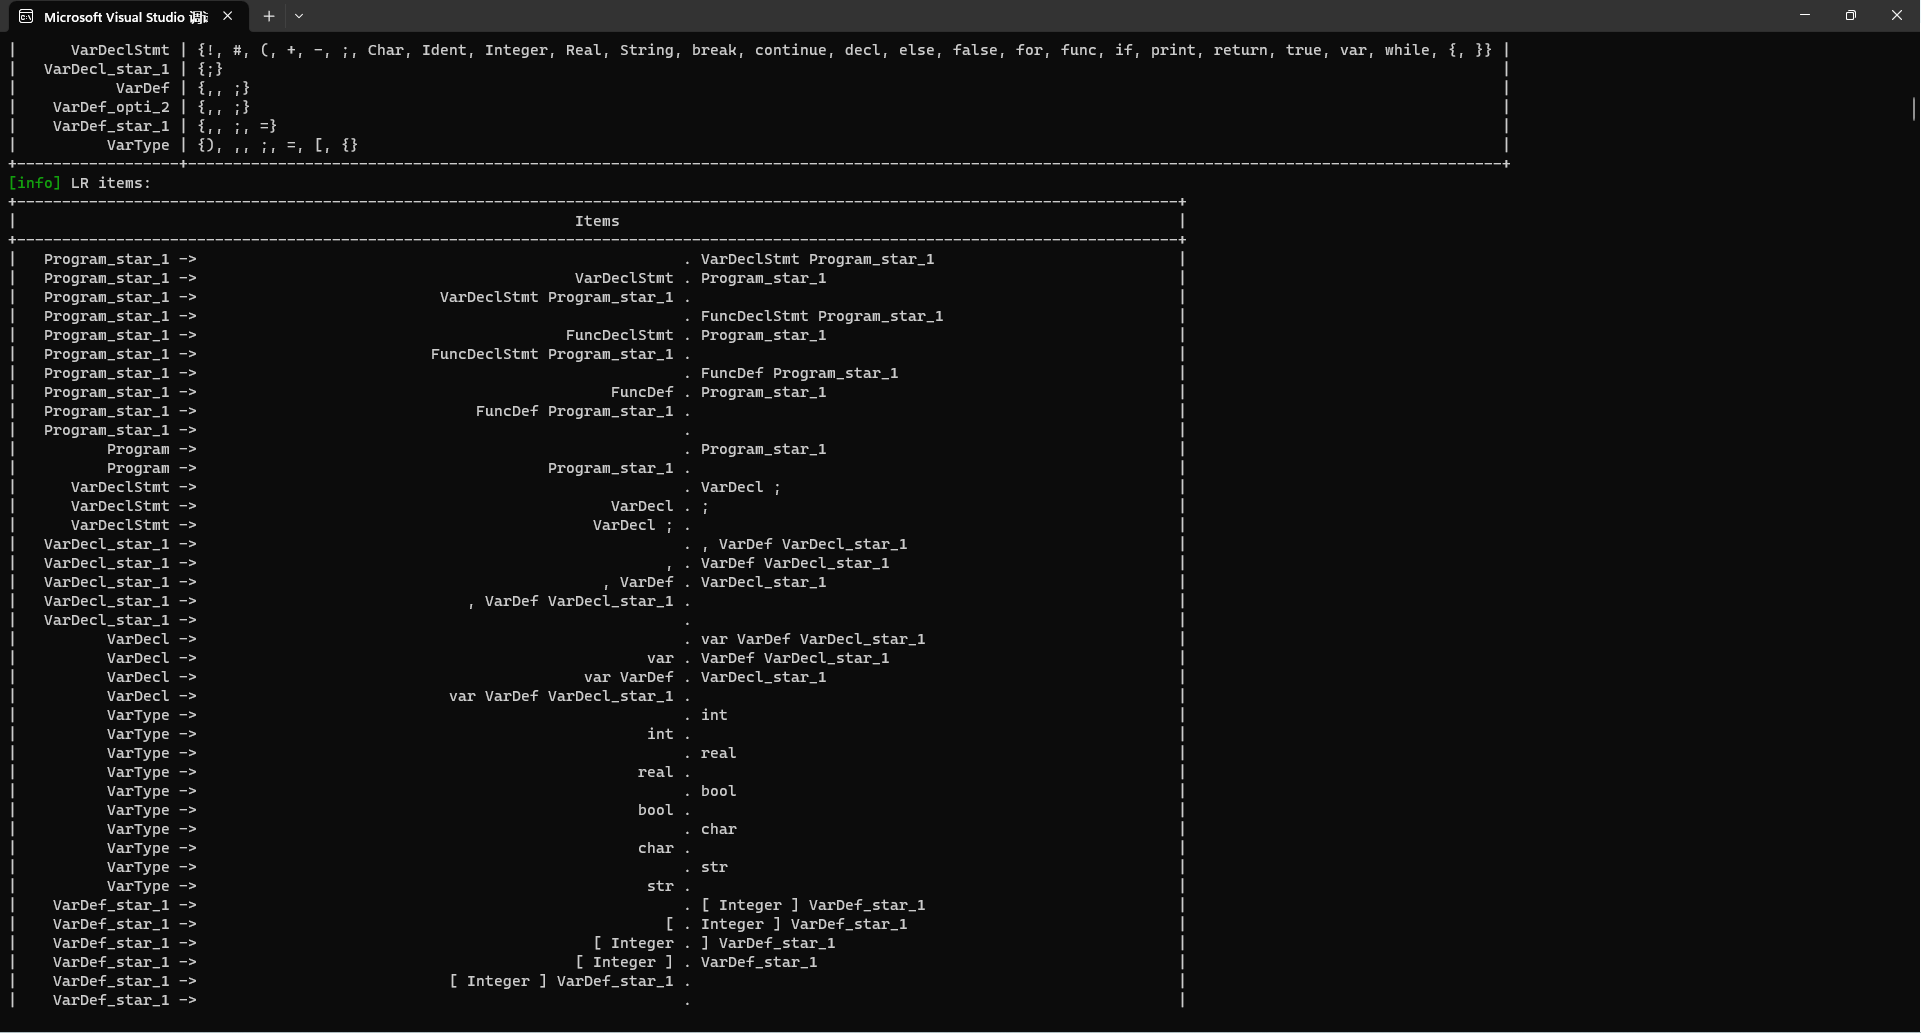 Microsoft Visual Studio 调试
|      VarDeclStmt | {!, #, (, +, -, ;, Char, Ident, Integer, Real, String, break, continue, decl, else, false, for, func, if, print, return, true, var, while, {, }} |
|   VarDecl_star_1 | {;} |
|           VarDef | {,, ;} |
|    VarDef_opti_2 | {,, ;} |
|    VarDef_star_1 | {,, ;, =} |
|          VarType | {), ,, ;, =, [, {} |
[info] LR items:
| Items |
| Program_star_1 -> . VarDeclStmt Program_star_1 |
| Program_star_1 -> VarDeclStmt . Program_star_1 |
| Program_star_1 -> VarDeclStmt Program_star_1 . |
| Program_star_1 -> . FuncDeclStmt Program_star_1 |
| Program_star_1 -> FuncDeclStmt . Program_star_1 |
| Program_star_1 -> FuncDeclStmt Program_star_1 . |
| Program_star_1 -> . FuncDef Program_star_1 |
| Program_star_1 -> FuncDef . Program_star_1 |
| Program_star_1 -> FuncDef Program_star_1 . |
| Program_star_1 -> . |
| Program -> . Program_star_1 |
| Program -> Program_star_1 . |
| VarDeclStmt -> . VarDecl ; |
| VarDeclStmt -> VarDecl . ; |
| VarDeclStmt -> VarDecl ; . |
| VarDecl_star_1 -> . , VarDef VarDecl_star_1 |
| VarDecl_star_1 -> , . VarDef VarDecl_star_1 |
| VarDecl_star_1 -> , VarDef . VarDecl_star_1 |
| VarDecl_star_1 -> , VarDef VarDecl_star_1 . |
| VarDecl_star_1 -> . |
| VarDecl -> . var VarDef VarDecl_star_1 |
| VarDecl -> var . VarDef VarDecl_star_1 |
| VarDecl -> var VarDef . VarDecl_star_1 |
| VarDecl -> var VarDef VarDecl_star_1 . |
| VarType -> . int |
| VarType -> int . |
| VarType -> . real |
| VarType -> real . |
| VarType -> . bool |
| VarType -> bool . |
| VarType -> . char |
| VarType -> char . |
| VarType -> . str |
| VarType -> str . |
| VarDef_star_1 -> . [ Integer ] VarDef_star_1 |
| VarDef_star_1 -> [ . Integer ] VarDef_star_1 |
| VarDef_star_1 -> [ Integer . ] VarDef_star_1 |
| VarDef_star_1 -> [ Integer ] . VarDef_star_1 |
| VarDef_star_1 -> [ Integer ] VarDef_star_1 . |
| VarDef_star_1 -> . |